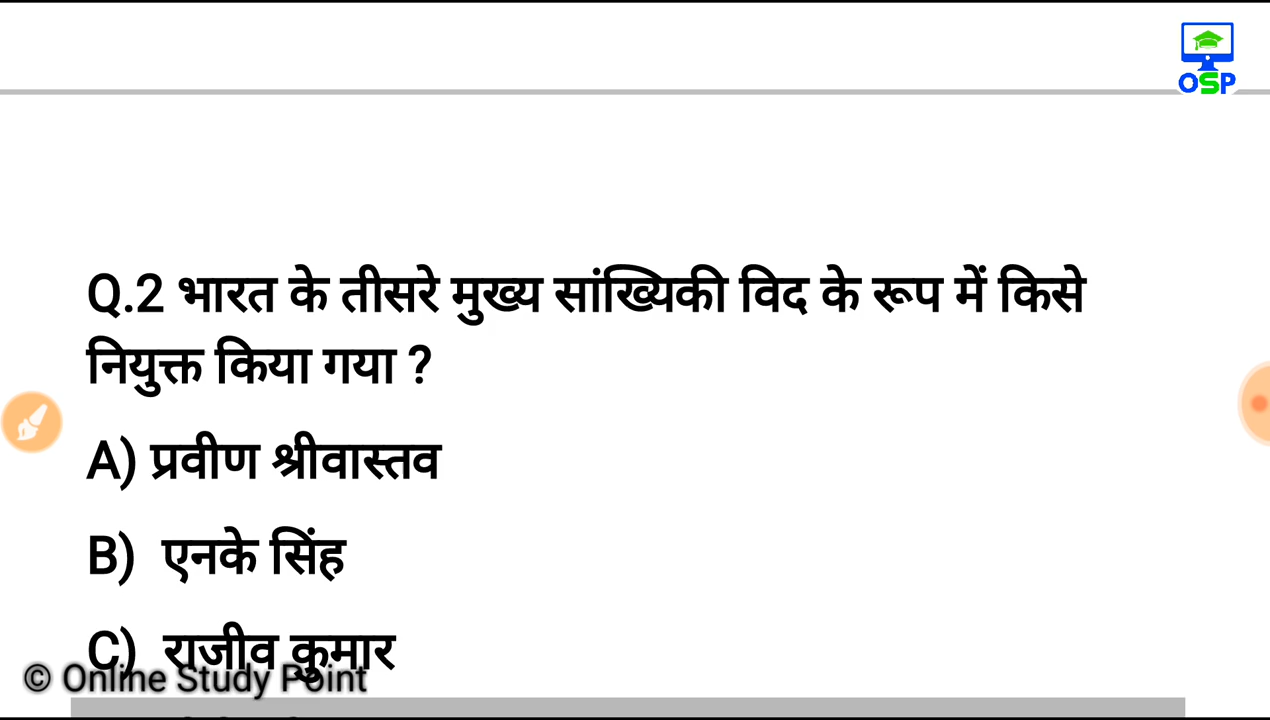 OSP
Q.2 भारत के तीसरे मुख्य सांख्यिकी विद के रूप में किसे
नियुक्त किया गया ?
A) प्रवीण श्रीवास्तव
B) एनके सिंह
C) राजीव कुमार
© Online Study Point